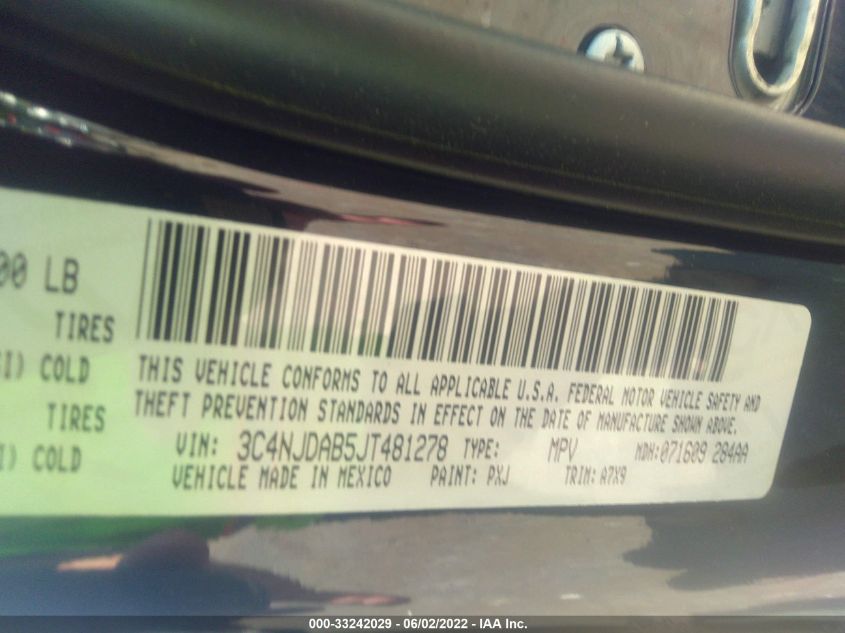 00 LB
TIRES
SI) COLD
TIRES
I) COLD
THIS VEHICLE CONFORMS TO ALL APPLICABLE U.S.A. FEDERAL MOTOR VEHICLE SAFETY AND
THEFT PREVENTION STANDARDS IN EFFECT ON THE DATE OF MANUFACTURE SHOWN ABOVE.
VIN: 3C4NJDAB5JT481278 TYPE: MPV MDH:071609 284AA
VEHICLE MADE IN MEXICO PAINT: PXJ TRIM: A7X9
000-33242029 - 06/02/2022 - IAA Inc.